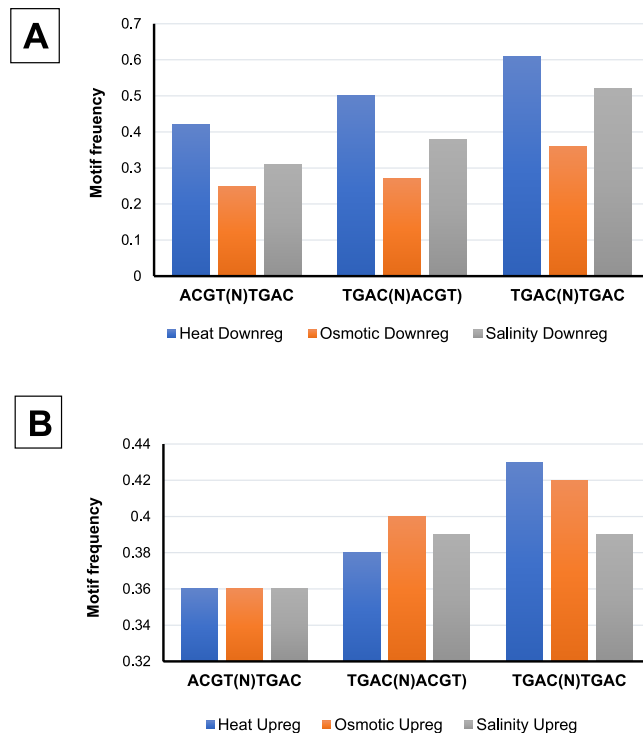 A
0.7
0.6
0.5
0.4
0.3
0.2
0.1
0
Motif freuency
ACGT(N)TGAC TGAC(N)ACGT) TGAC(N)TGAC
Heat Downreg Osmotic Downreg Salinity Downreg
B
0.44
0.42
0.4
0.38
0.36
0.34
0.32
Motif frequency
ACGT(N)TGAC TGAC(N)ACGT) TGAC(N)TGAC
Heat Upreg Osmotic Upreg Salinity Upreg